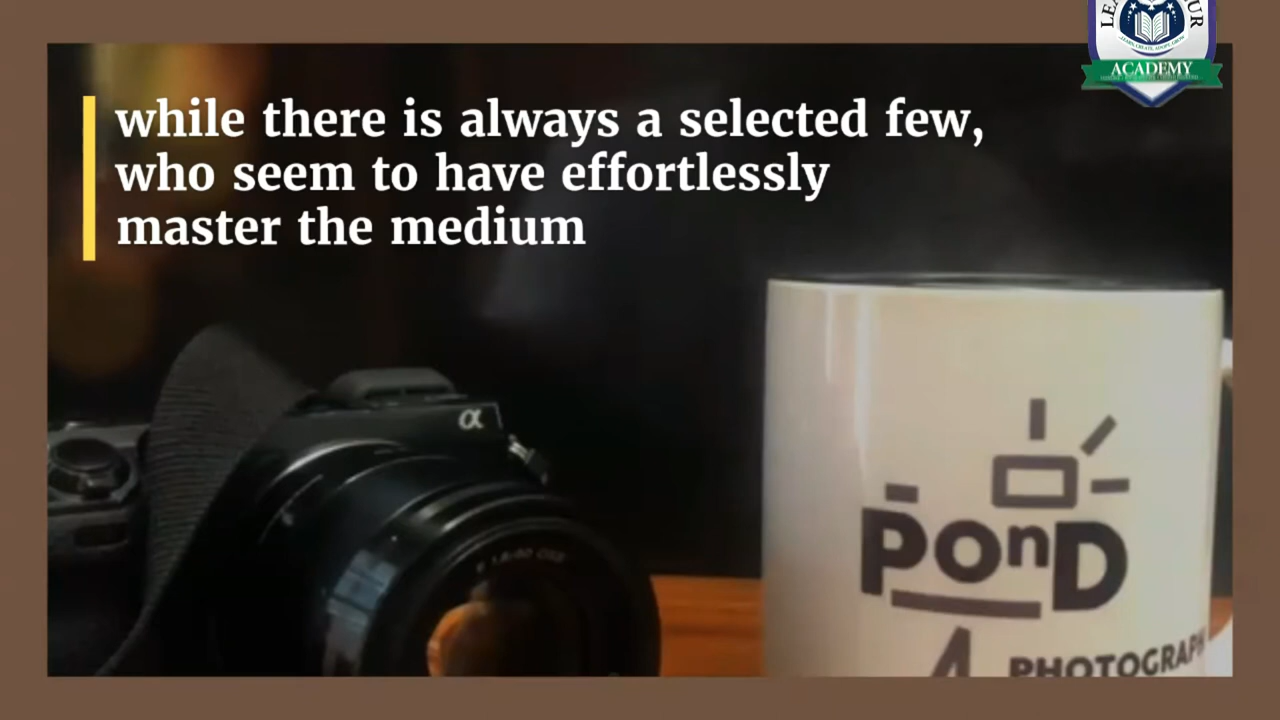 ACADEMY
while there is always a selected few,
who seem to have effortlessly
master the medium
α
PonD
PHOTOGRAPH